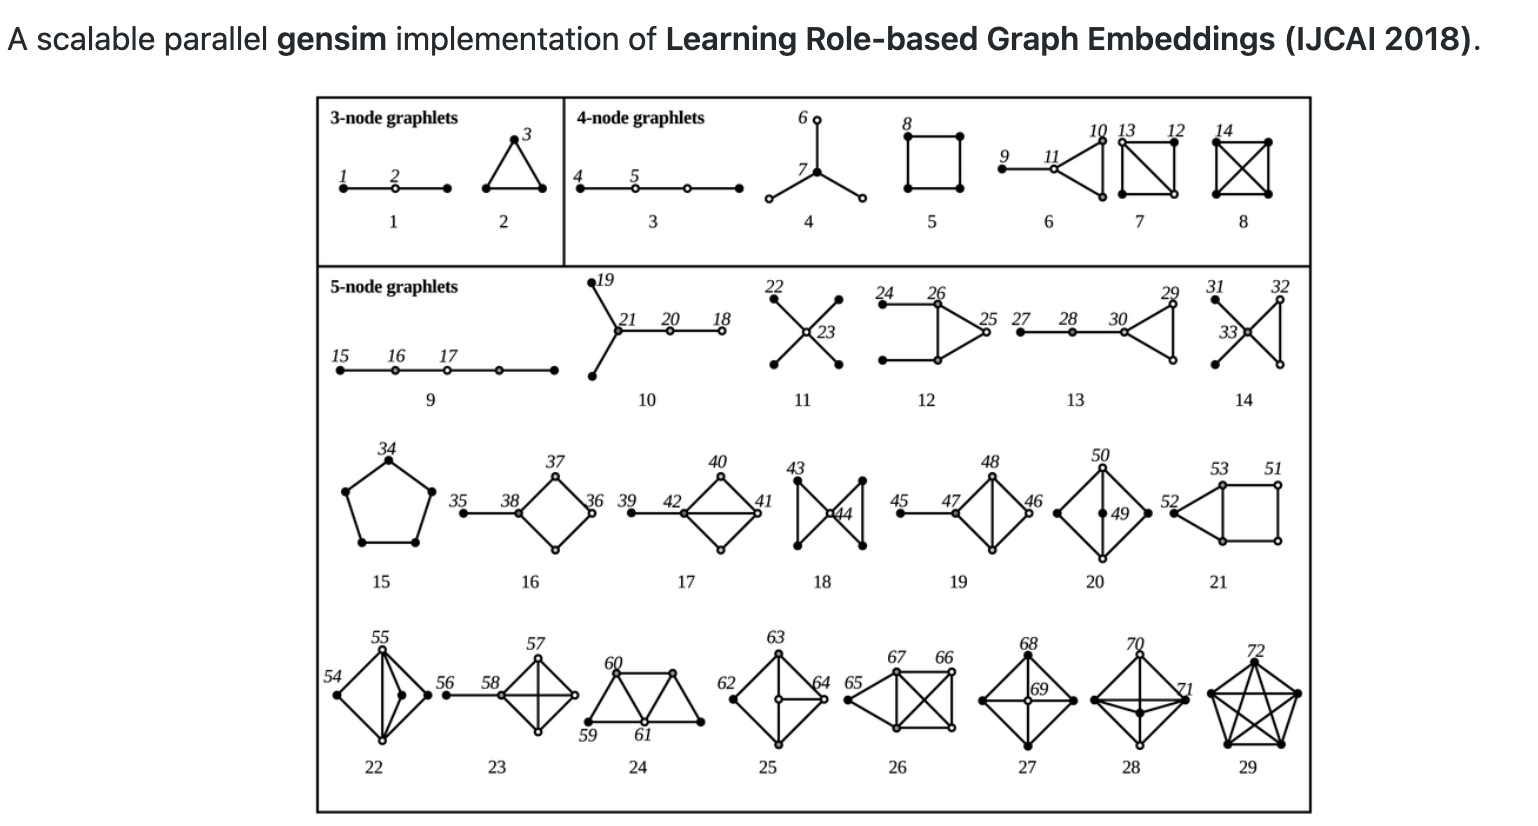 A scalable parallel gensim implementation of Learning Role-based Graph Embeddings (IJCAI 2018).
3-node graphlets
1 2 3
1 2
4-node graphlets
4 5 6 7 8 9 11 10 13 12 14
3 4 5 6 7 8
5-node graphlets
15 16 17 19 21 20 18 22 23 24 26 25 27 28 30 29 31 33 32
9 10 11 12 13 14
34 35 38 37 36 39 42 40 41 43 44 45 47 48 46 50 49 52 53 51
15 16 17 18 19 20 21
54 55 56 58 57 60 59 61 62 63 64 65 67 66 68 69 70 71 72
22 23 24 25 26 27 28 29